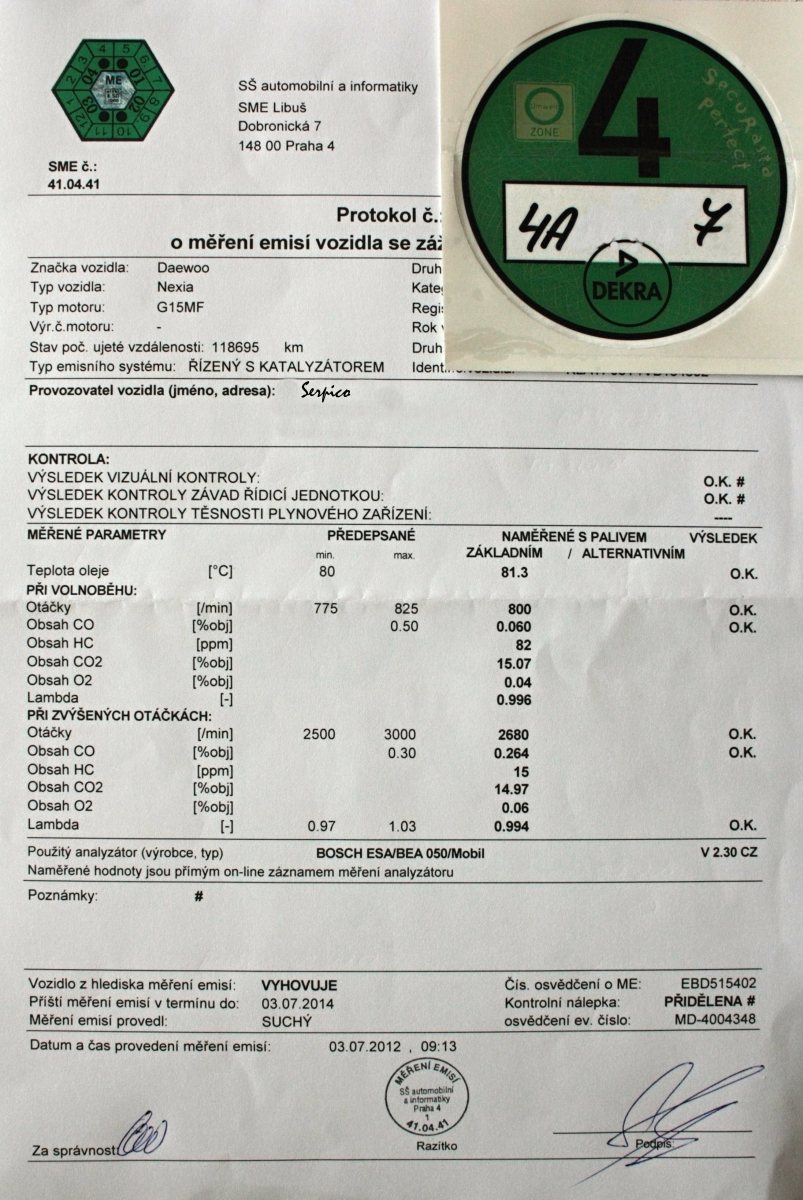 4 5
ME
SME č.:
41.04.41
SŠ automobilní a informatiky
SME Libuš
Dobronická 7
148 00 Praha 4
4
SecuRasta
Perfect
Umwelt
ZONE
4A 7
DEKRA
Protokol č.:
o měření emisí vozidla se záž
Značka vozidla: Daewoo Druh
Typ vozidla: Nexia Kateg
Typ motoru: G15MF Regis
Výr.č.motoru: - Rok v
Stav poč. ujeté vzdálenosti: 118695 km Druh
Typ emisního systému: ŘÍZENÝ S KATALYZÁTOREM
Provozovatel vozidla (jméno, adresa): Serpico
KONTROLA:
VÝSLEDEK VIZUÁLNÍ KONTROLY: O.K. #
VÝSLEDEK KONTROLY ZÁVAD ŘÍDICÍ JEDNOTKOU: O.K. #
VÝSLEDEK KONTROLY TĚSNOSTI PLYNOVÉHO ZAŘÍZENÍ: ----
MĚŘENÉ PARAMETRY PŘEDEPSANÉ NAMĚŘENÉ S PALIVEM VÝSLEDEK
min. max. ZÁKLADNÍM / ALTERNATIVNÍM
Teplota oleje [°C] 80 81.3 O.K.
PŘI VOLNOBĚHU:
Otáčky [/min] 775 825 800 O.K.
Obsah CO [%obj] 0.50 0.060 O.K.
Obsah HC [ppm] 82
Obsah CO2 [%obj] 15.07
Obsah O2 [%obj] 0.04
Lambda [-] 0.996
PŘI ZVÝŠENÝCH OTÁČKÁCH:
Otáčky [/min] 2500 3000 2680 O.K.
Obsah CO [%obj] 0.30 0.264 O.K.
Obsah HC [ppm] 15
Obsah CO2 [%obj] 14.97
Obsah O2 [%obj] 0.06
Lambda [-] 0.97 1.03 0.994 O.K.
Použitý analyzátor (výrobce, typ) BOSCH ESA/BEA 050/Mobil V 2.30 CZ
Naměřené hodnoty jsou přímým on-line záznamem měření analyzátoru
Poznámky: #
Vozidlo z hlediska měření emisí: VYHOVUJE Čís. osvědčení o ME: EBD515402
Příští měření emisí v termínu do: 03.07.2014 Kontrolní nálepka: PŘIDĚLENA #
Měření emisí provedl: SUCHÝ osvědčení ev. číslo: MD-4004348
Datum a čas provedení měření emisí: 03.07.2012 , 09:13
MĚŘENÍ EMISÍ
SŠ automobilní
a informatiky
Praha 4
1
41.04.41
Za správnost: Razítko Podpis: